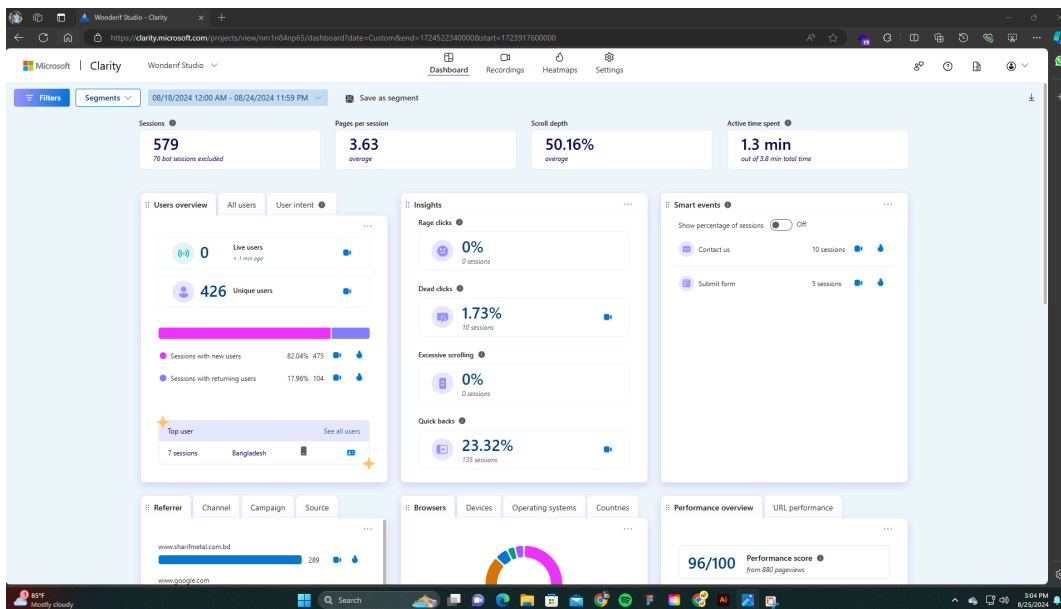 Wonderif Studio - Clarity
https://clarity.microsoft.com/projects/view/nm1n84np65/dashboard?date=Custom&end=1724522340000&start=1723917600000
19
Microsoft | Clarity
Wonderif Studio
Dashboard
Recordings
Heatmaps
Settings
Filters
Segments
08/18/2024 12:00 AM - 08/24/2024 11:59 PM
Save as segment
Sessions
579
76 bot sessions excluded
Pages per session
3.63
average
Scroll depth
50.16%
average
Active time spent
1.3 min
out of 3.8 min total time
Users overview
All users
User intent
0
Live users
< 1 min ago
426 Unique users
Sessions with new users 82.04% 475
Sessions with returning users 17.96% 104
Top user
See all users
7 sessions Bangladesh
Insights
Rage clicks
0%
0 sessions
Dead clicks
1.73%
10 sessions
Excessive scrolling
0%
0 sessions
Quick backs
23.32%
135 sessions
Smart events
Show percentage of sessions Off
Contact us 10 sessions
Submit form 5 sessions
Referrer
Channel
Campaign
Source
www.sharifmetal.com.bd
289
www.google.com
Browsers
Devices
Operating systems
Countries
Performance overview
URL performance
96/100
Performance score
from 880 pageviews
85°F
Mostly cloudy
Search
Ai
3:04 PM
8/25/2024